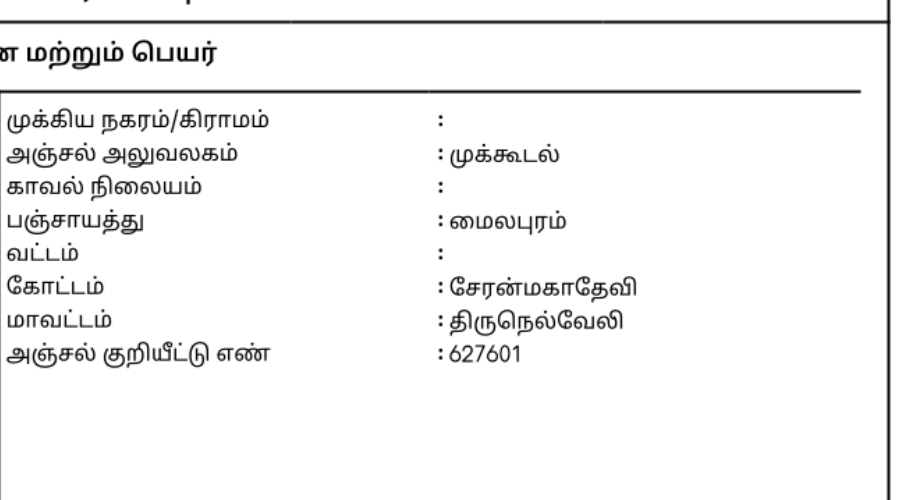 மற்றும் பெயர்
முக்கிய நகரம்/கிராமம் :
அஞ்சல் அலுவலகம் : முக்கூடல்
காவல் நிலையம் :
பஞ்சாயத்து : மைலபுரம்
வட்டம் :
கோட்டம் : சேரன்மகாதேவி
மாவட்டம் : திருநெல்வேலி
அஞ்சல் குறியீட்டு எண் : 627601